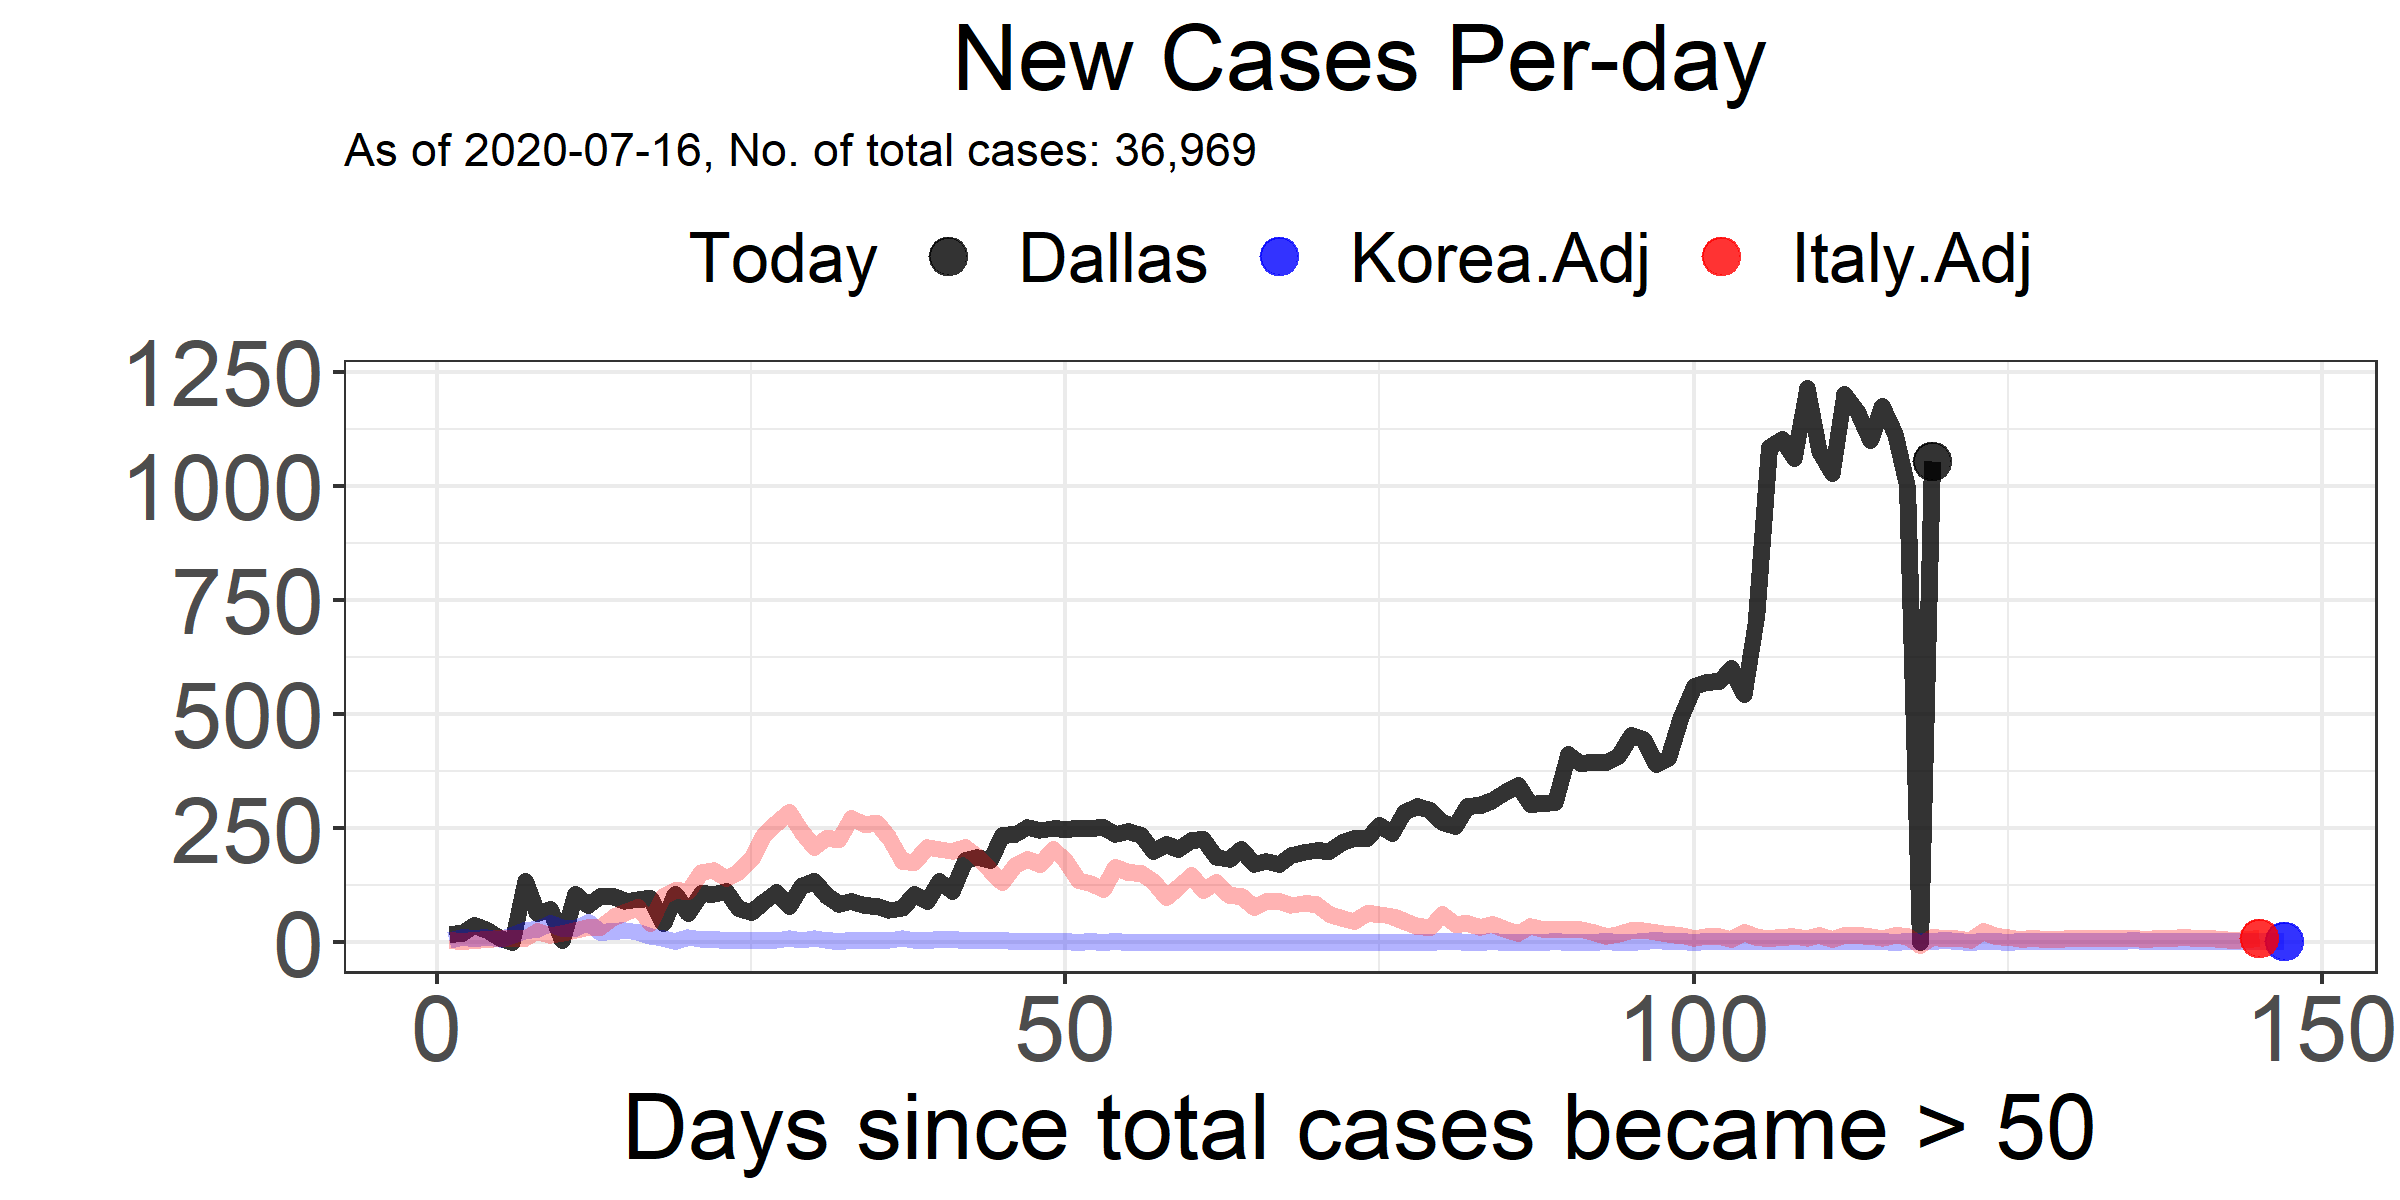 New Cases Per-day
As of 2020-07-16, No. of total cases: 36,969
Today Dallas Korea.Adj Italy.Adj
1250
1000
750
500
250
0
0 50 100 150
Days since total cases became > 50